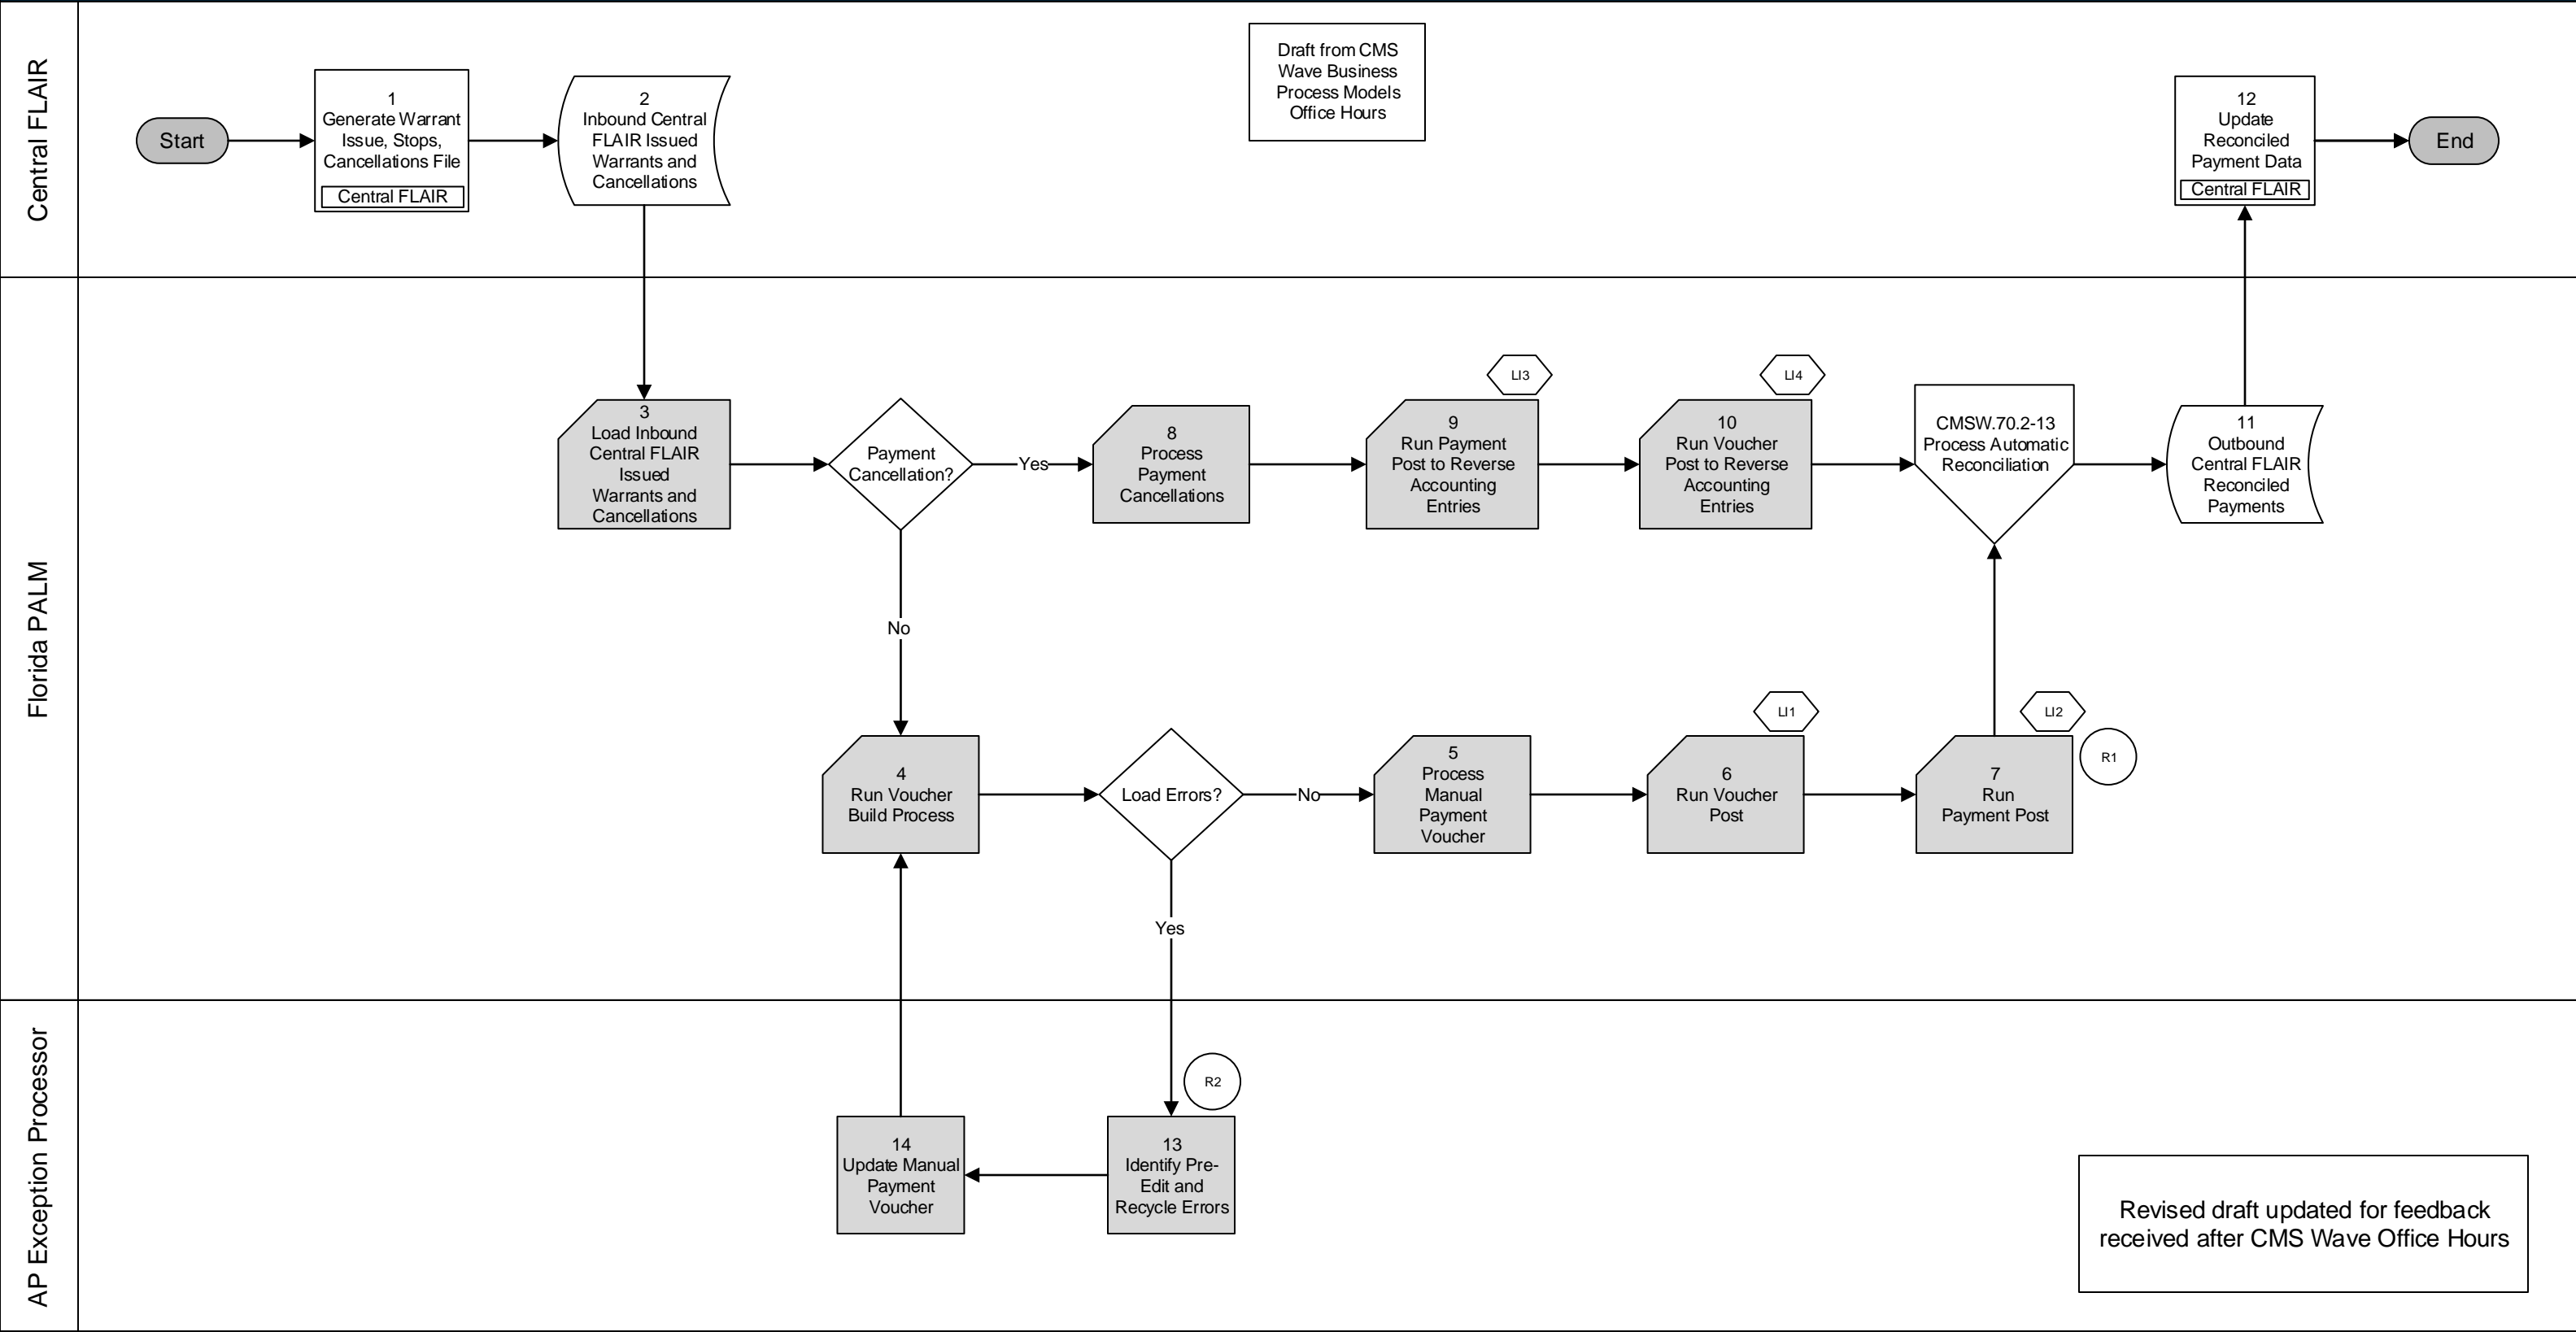 Central FLAIR
Start
1
Generate Warrant
Issue, Stops,
Cancellations File
Central FLAIR
2
Inbound Central
FLAIR Issued
Warrants and
Cancellations
Draft from CMS
Wave Business
Process Models
Office Hours
12
Update
Reconciled
Payment Data
Central FLAIR
End
Florida PALM
3
Load Inbound
Central FLAIR
Issued
Warrants and
Cancellations
Payment
Cancellation?
Yes
8
Process
Payment
Cancellations
LI3
9
Run Payment
Post to Reverse
Accounting
Entries
LI4
10
Run Voucher
Post to Reverse
Accounting
Entries
CMSW.70.2-13
Process Automatic
Reconciliation
11
Outbound
Central FLAIR
Reconciled
Payments
No
4
Run Voucher
Build Process
Load Errors?
No
5
Process
Manual
Payment
Voucher
LI1
6
Run Voucher
Post
LI2
R1
7
Run
Payment Post
Yes
AP Exception Processor
R2
14
Update Manual
Payment
Voucher
13
Identify Pre-
Edit and
Recycle Errors
Revised draft updated for feedback
received after CMS Wave Office Hours